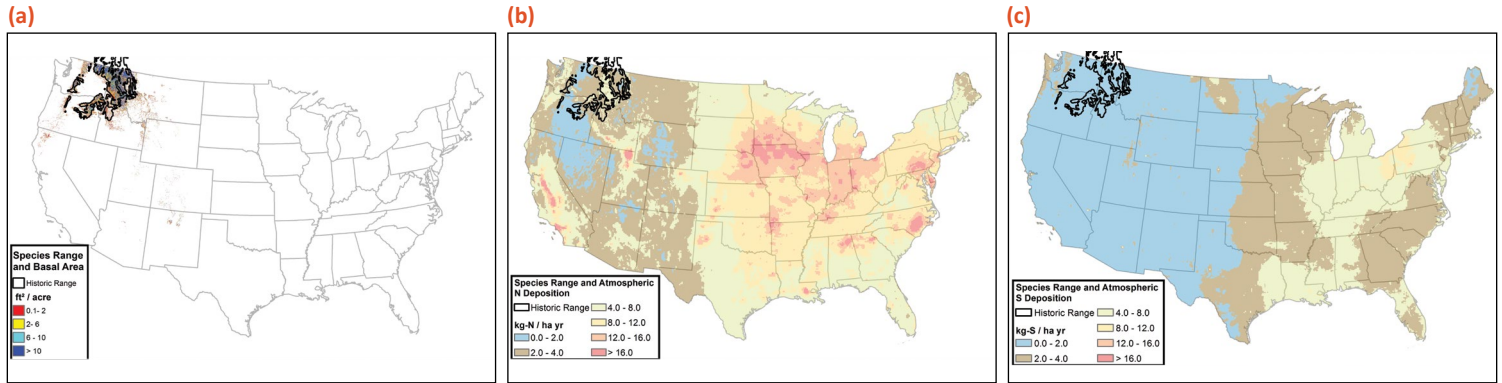 (a)
Species Range
and Basal Area
Historic Range
ft² / acre
0.1- 2
2- 6
6 - 10
> 10
(b)
Species Range and Atmospheric
N Deposition
Historic Range
kg-N / ha yr
0.0 - 2.0
2.0 - 4.0
4.0 - 8.0
8.0 - 12.0
12.0 - 16.0
> 16.0
(c)
Species Range and Atmospheric
S Deposition
Historic Range
kg-S / ha yr
0.0 - 2.0
2.0 - 4.0
4.0 - 8.0
8.0 - 12.0
12.0 - 16.0
> 16.0